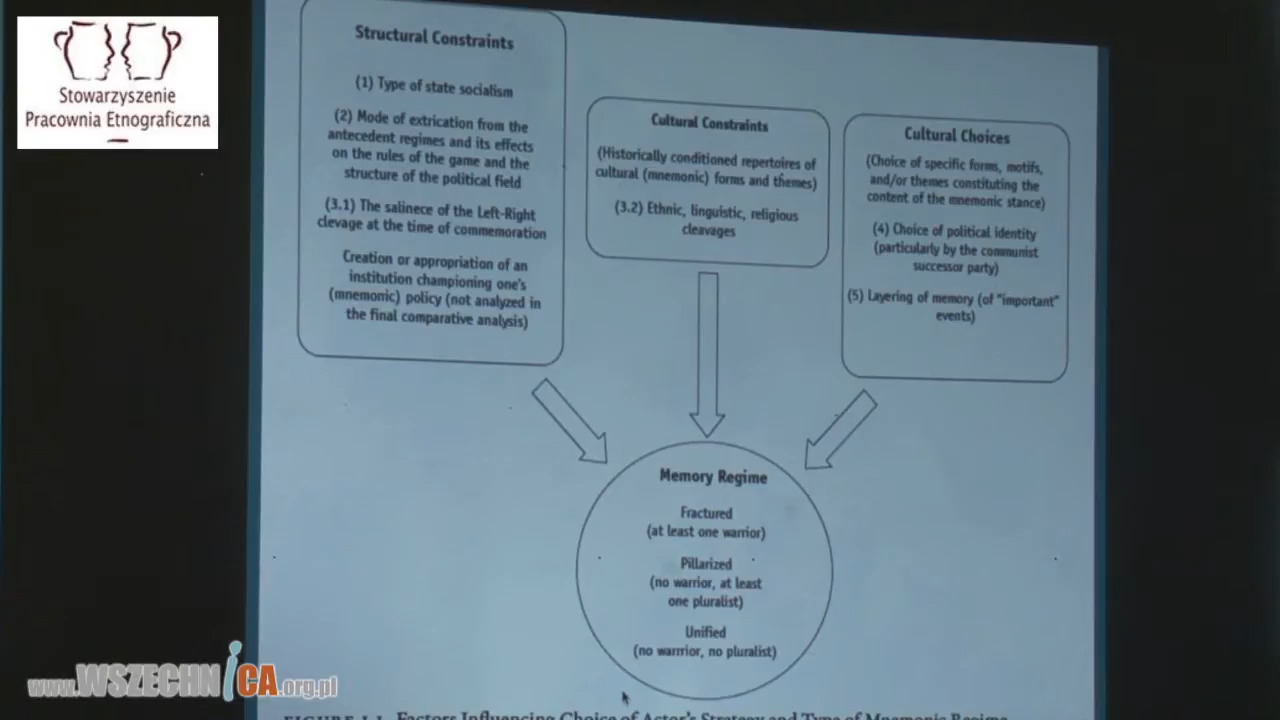 Stowarzyszenie
Pracownia Etnograficzna
Structural Constraints
(1) Type of state socialism
(2) Mode of extrication from the
antecedent regimes and its effects
on the rules of the game and the
structure of the political field
(3.1) The salinece of the Left-Right
clevage at the time of commemoration
Creation or appropriation of an
institution championing one's
(mnemonic) policy (not analyzed in
the final comparative analysis)
Cultural Constraints
(Historically conditioned repertoires of
cultural (mnemonic) forms and themes)
(3.2) Ethnic, linguistic, religious
cleavages
Cultural Choices
(Choice of specific forms, motifs,
and/or themes constituting the
content of the mnemonic stance)
(4) Choice of political identity
(particularly by the communist
successor party)
(5) Layering of memory (of "important"
events)
Memory Regime
Fractured
(at least one warrior)
Pillarized
(no warrior, at least
one pluralist)
Unified
(no warrrior, no pluralist)
FIGURE 1.1 Factors Influencing Choice of Actor's Strategy and Type of Mnemonic Regime
www.WSZECHNICA.org.pl